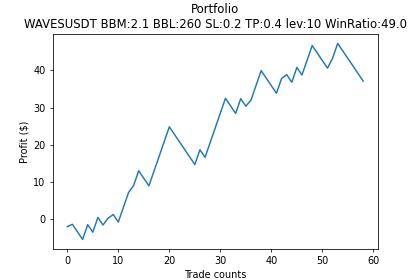 Portfolio
WAVESUSDT BBM:2.1 BBL:260 SL:0.2 TP:0.4 lev:10 WinRatio:49.0
40
30
20
10
0
Profit ($)
0 10 20 30 40 50 60
Trade counts